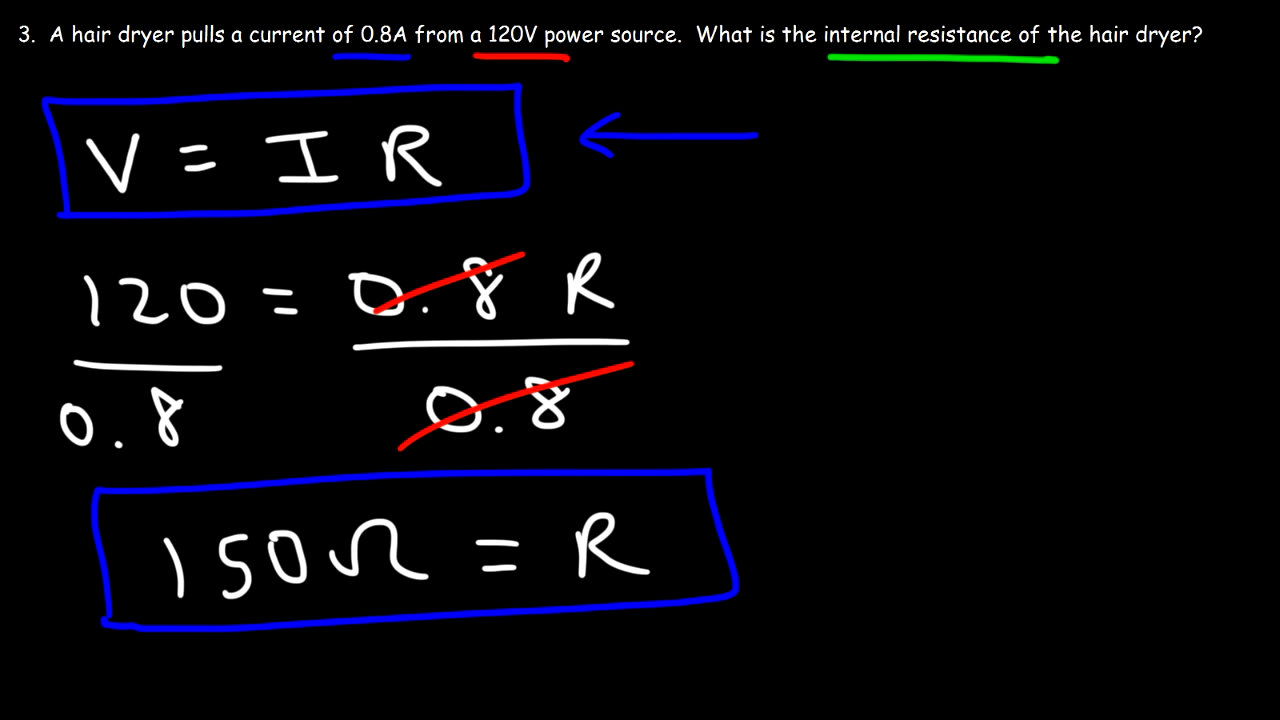 3. A hair dryer pulls a current of 0.8A from a 120V power source. What is the internal resistance of the hair dryer?
V = I R
120 = 0.8 R
0.8 0.8
150Ω = R